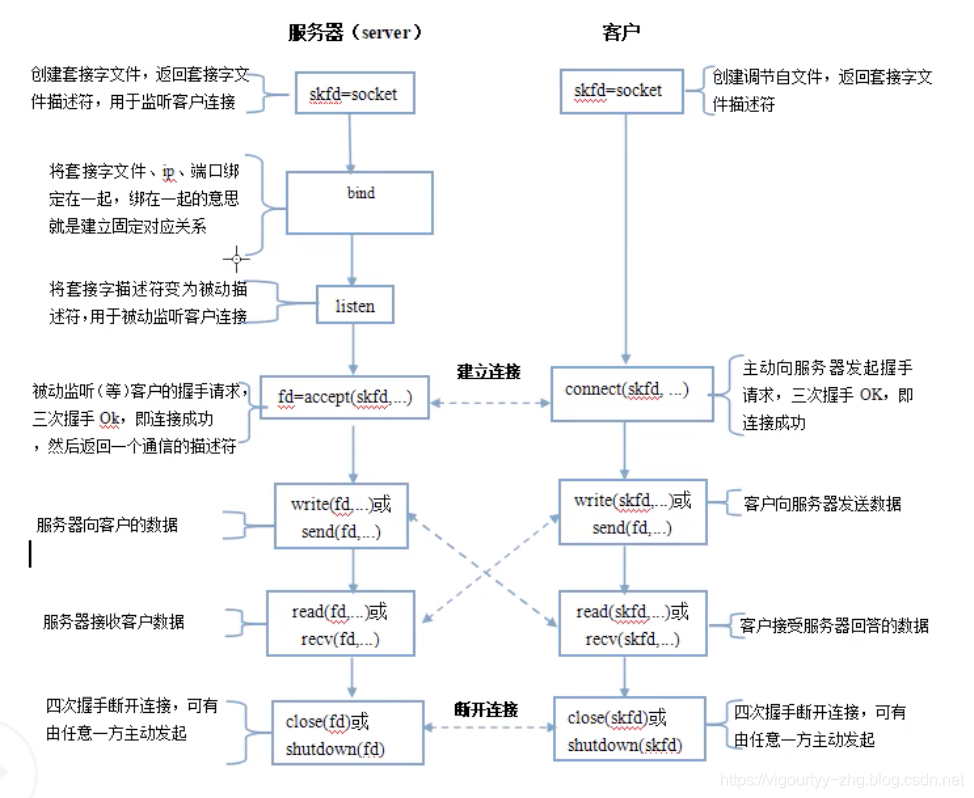 服务器（server）
客户
创建套接字文件，返回套接字文
件描述符，用于监听客户连接
skfd=socket
skfd=socket
创建调节自文件，返回套接字文
件描述符
将套接字文件、ip、端口绑
定在一起，绑在一起的意思
就是建立固定对应关系
bind
将套接字描述符变为被动描
述符，用于被动监听客户连接
listen
被动监听（等）客户的握手请求，
三次握手 Ok，即连接成功
，然后返回一个通信的描述符
fd=accept(skfd,...)
建立连接
connect(skfd, ...)
主动向服务器发起握手
请求，三次握手 OK，即
连接成功
服务器向客户的数据
write(fd,...)或
send(fd,...)
write(skfd,...)或
send(fd,...)
客户向服务器发送数据
服务器接收客户数据
read(fd,...)或
recv(fd,...)
read(skfd,...)或
recv(skfd,...)
客户接受服务器回答的数据
四次握手断开连接，可有
由任意一方主动发起
close(fd)或
shutdown(fd)
断开连接
close(skfd)或
shutdown(skfd)
四次握手断开连接，可有
由任意一方主动发起
https://vigourtyy-zhg.blog.csdn.net